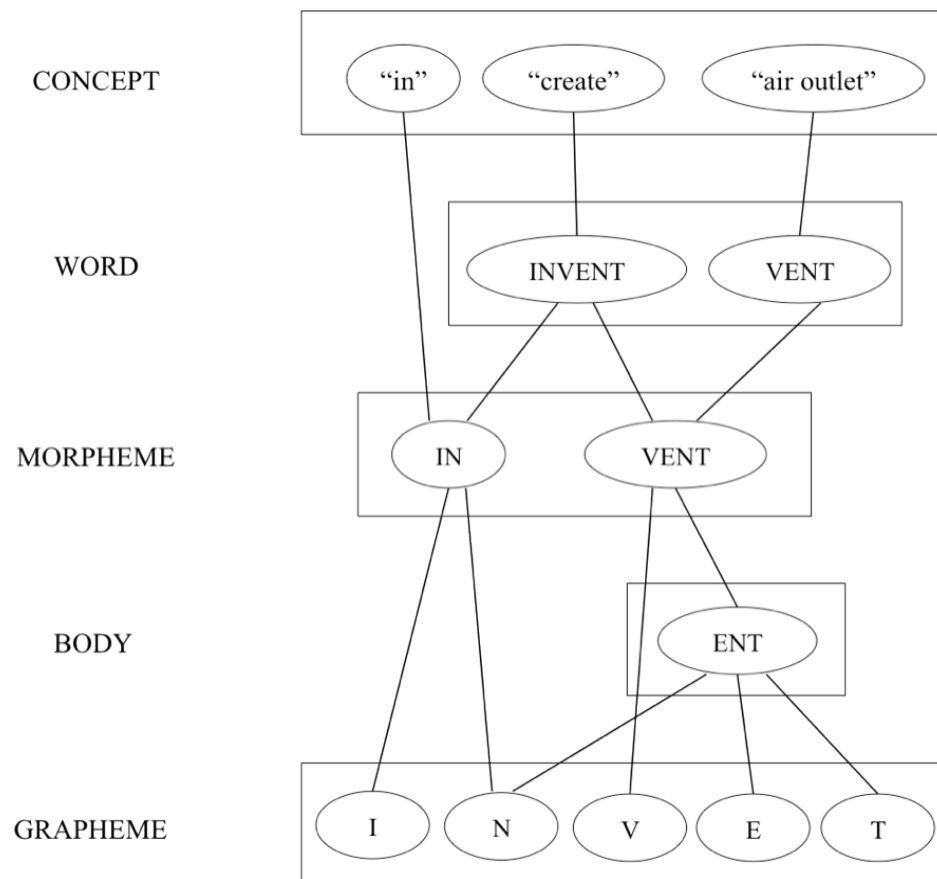 CONCEPT “in” “create” “air outlet”
WORD INVENT VENT
MORPHEME IN VENT
BODY ENT
GRAPHEME I N V E T